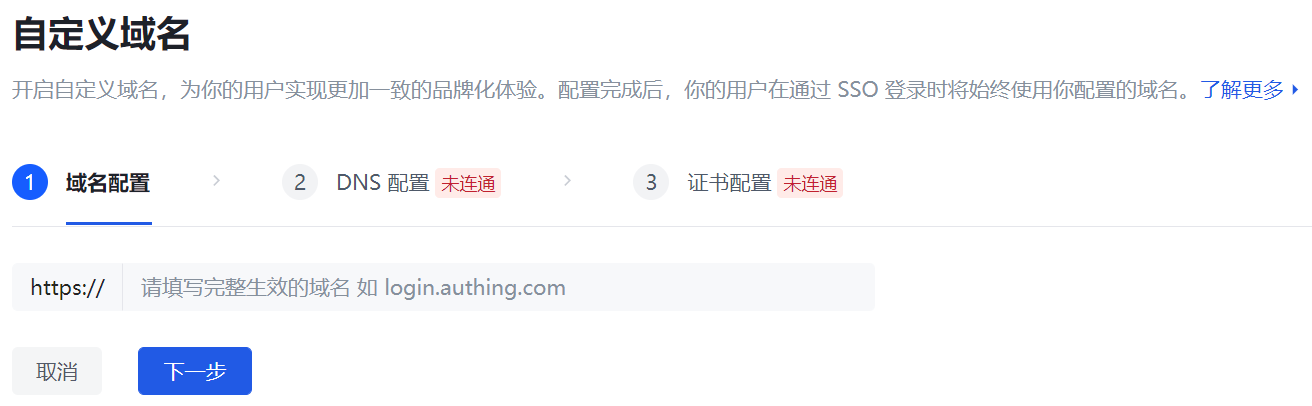 自定义域名
开启自定义域名，为你的用户实现更加一致的品牌化体验。配置完成后，你的用户在通过 SSO 登录时将始终使用你配置的域名。了解更多
1 域名配置 2 DNS 配置 未连通 3 证书配置 未连通
https:// 请填写完整生效的域名 如 login.authing.com
取消 下一步